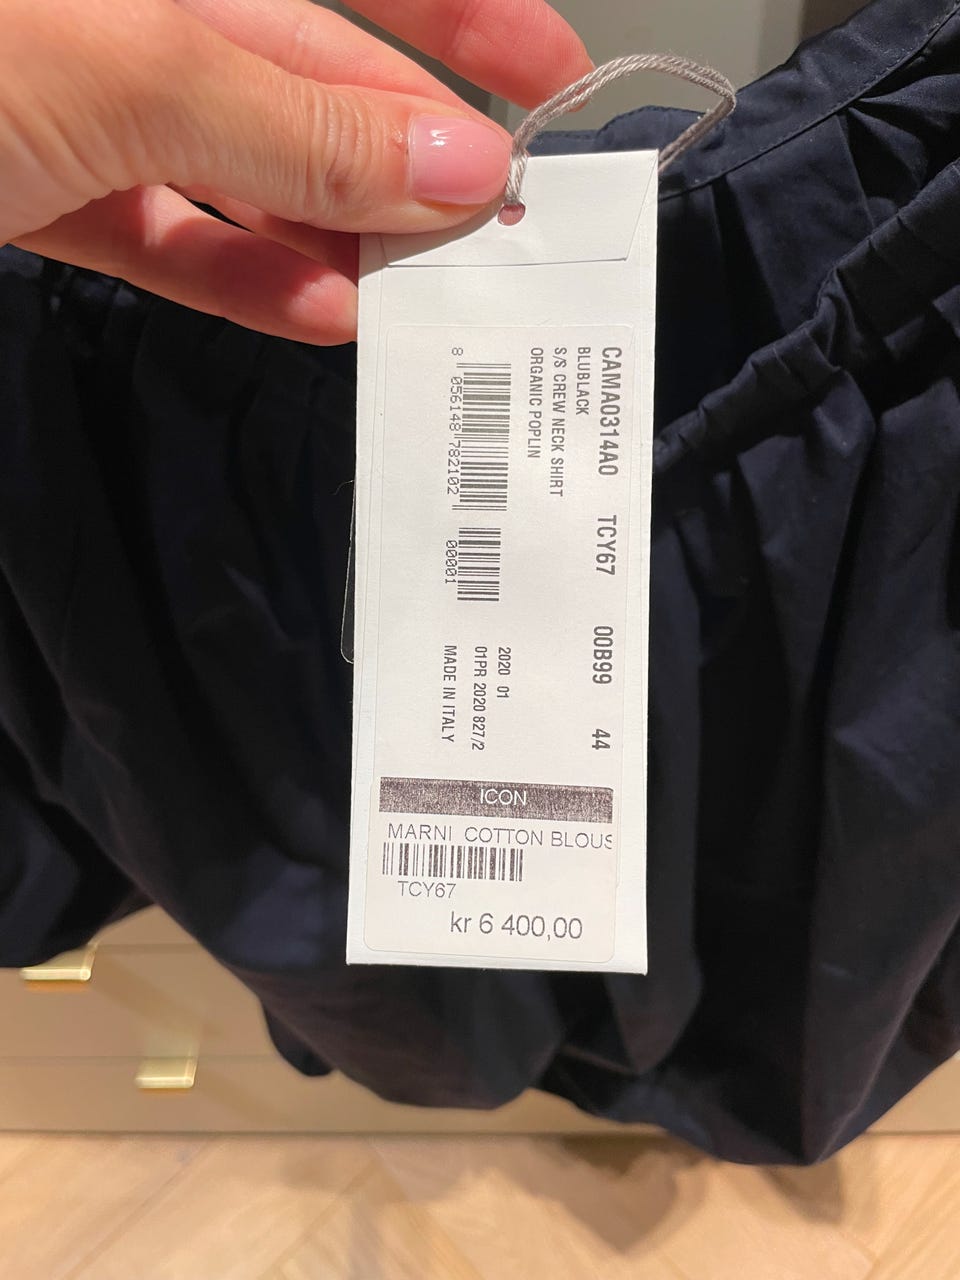 CAMA0314A0 TCY67 00B99 44
BLUBLACK
S/S CREW NECK SHIRT
ORGANIC POPLIN
8 056148 782102
00001
2020 01
01PR 2020 827/2
MADE IN ITALY
ICON
MARNI COTTON BLOUS
TCY67
kr 6 400,00